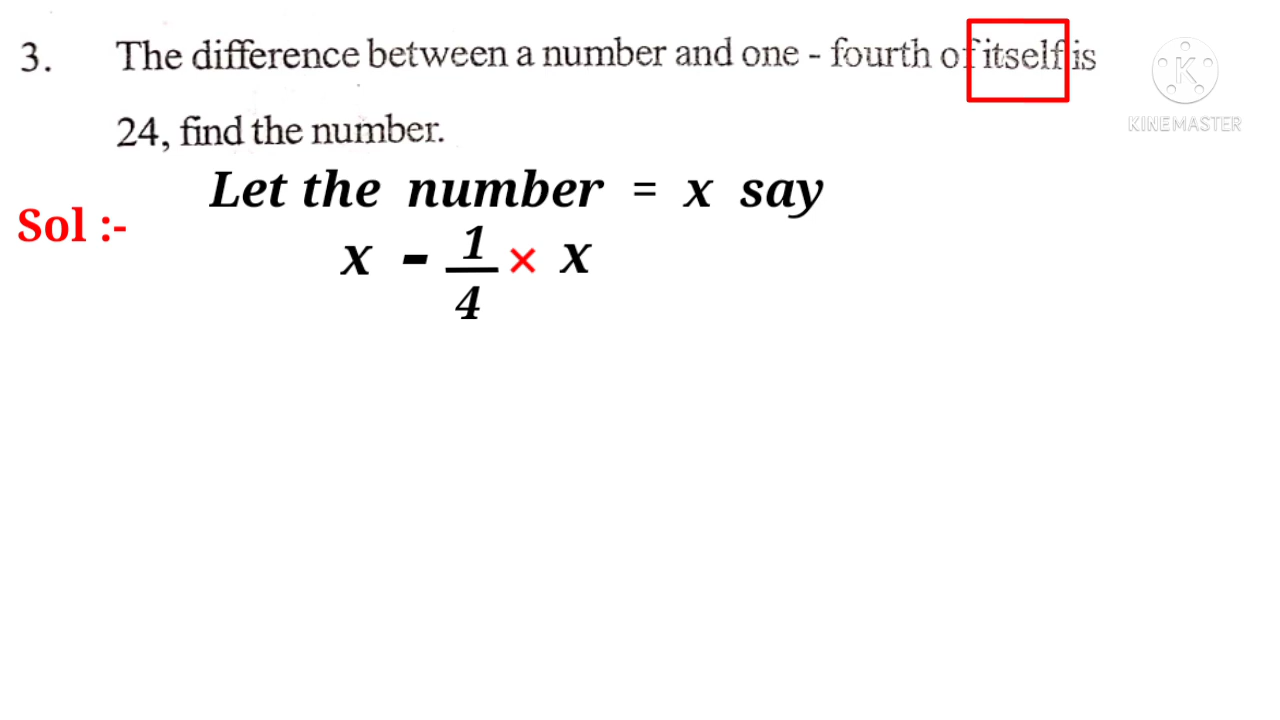 3. The difference between a number and one - fourth of itself is
24, find the number.
Let the number = x say
Sol :-
x - 1/4 × x
K
KINEMASTER